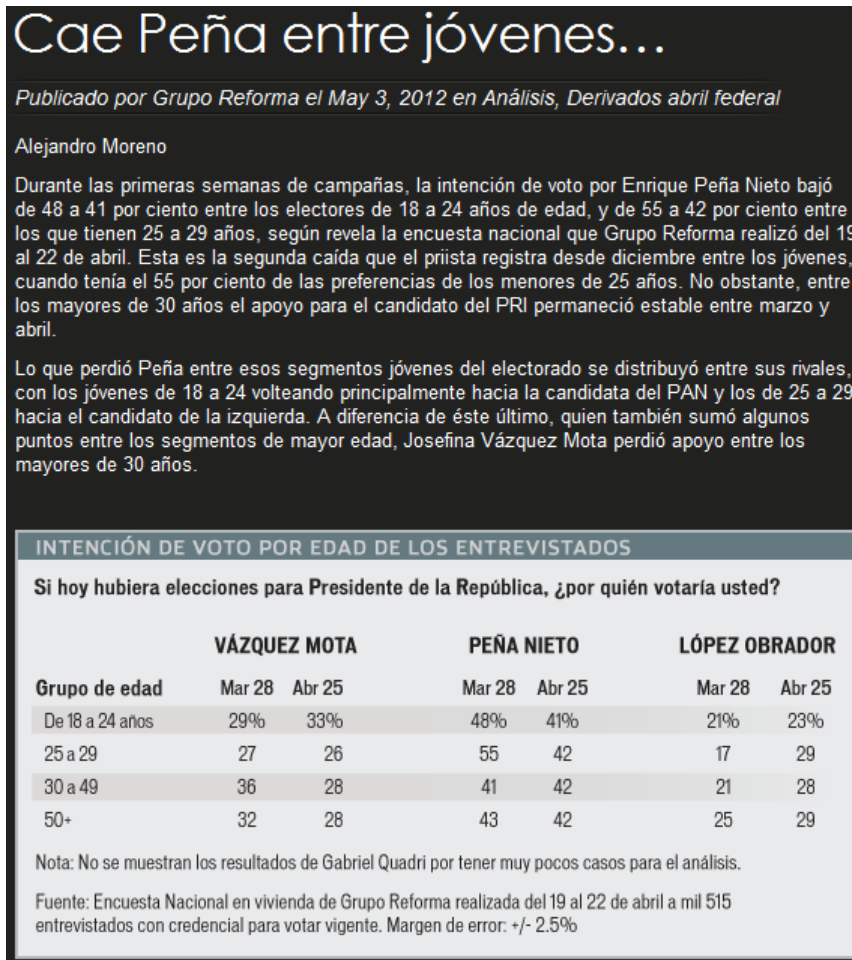 Cae Peña entre jóvenes...
Publicado por Grupo Reforma el May 3, 2012 en Análisis, Derivados abril federal
Alejandro Moreno
Durante las primeras semanas de campañas, la intención de voto por Enrique Peña Nieto bajó
de 48 a 41 por ciento entre los electores de 18 a 24 años de edad, y de 55 a 42 por ciento entre
los que tienen 25 a 29 años, según revela la encuesta nacional que Grupo Reforma realizó del 19
al 22 de abril. Esta es la segunda caída que el priista registra desde diciembre entre los jóvenes,
cuando tenía el 55 por ciento de las preferencias de los menores de 25 años. No obstante, entre
los mayores de 30 años el apoyo para el candidato del PRI permaneció estable entre marzo y
abril.
Lo que perdió Peña entre esos segmentos jóvenes del electorado se distribuyó entre sus rivales,
con los jóvenes de 18 a 24 volteando principalmente hacia la candidata del PAN y los de 25 a 29
hacia el candidato de la izquierda. A diferencia de éste último, quien también sumó algunos
puntos entre los segmentos de mayor edad, Josefina Vázquez Mota perdió apoyo entre los
mayores de 30 años.
INTENCIÓN DE VOTO POR EDAD DE LOS ENTREVISTADOS
Si hoy hubiera elecciones para Presidente de la República, ¿por quién votaría usted?
VÁZQUEZ MOTA PEÑA NIETO LÓPEZ OBRADOR
Grupo de edad Mar 28 Abr 25 Mar 28 Abr 25 Mar 28 Abr 25
De 18 a 24 años 29% 33% 48% 41% 21% 23%
25 a 29 27 26 55 42 17 29
30 a 49 36 28 41 42 21 28
50+ 32 28 43 42 25 29
Nota: No se muestran los resultados de Gabriel Quadri por tener muy pocos casos para el análisis.
Fuente: Encuesta Nacional en vivienda de Grupo Reforma realizada del 19 al 22 de abril a mil 515
entrevistados con credencial para votar vigente. Margen de error: +/- 2.5%